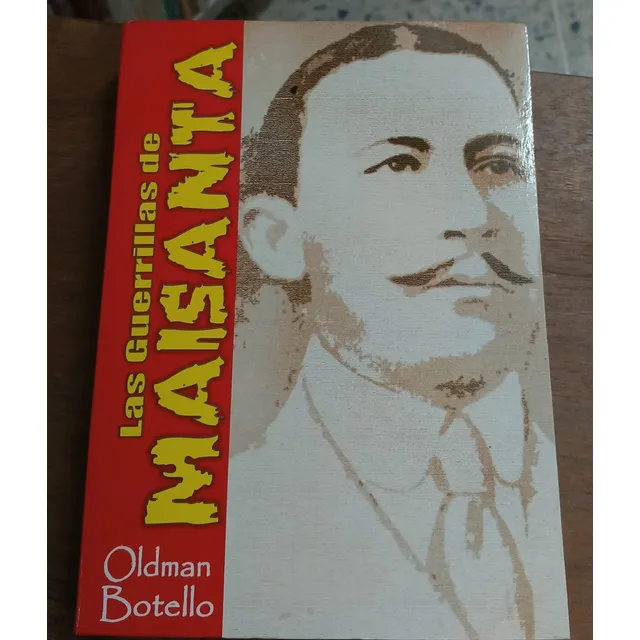 Las Guerrillas de
MAISANTA
Oldman
Botello